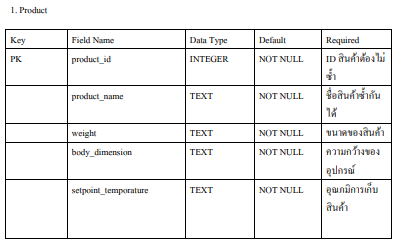 1. Product
Key Field Name Data Type Default Required
PK product_id INTEGER NOT NULL ID สินค้าต้องไม่
ซ้ำ
product_name TEXT NOT NULL ชื่อสินค้าซ้ำกัน
ได้
weight TEXT NOT NULL ขนาดของสินค้า
body_dimension TEXT NOT NULL ความกว้างของ
อุปกรณ์
setpoint_temporature TEXT NOT NULL อุณภมิการเก็บ
สินค้า